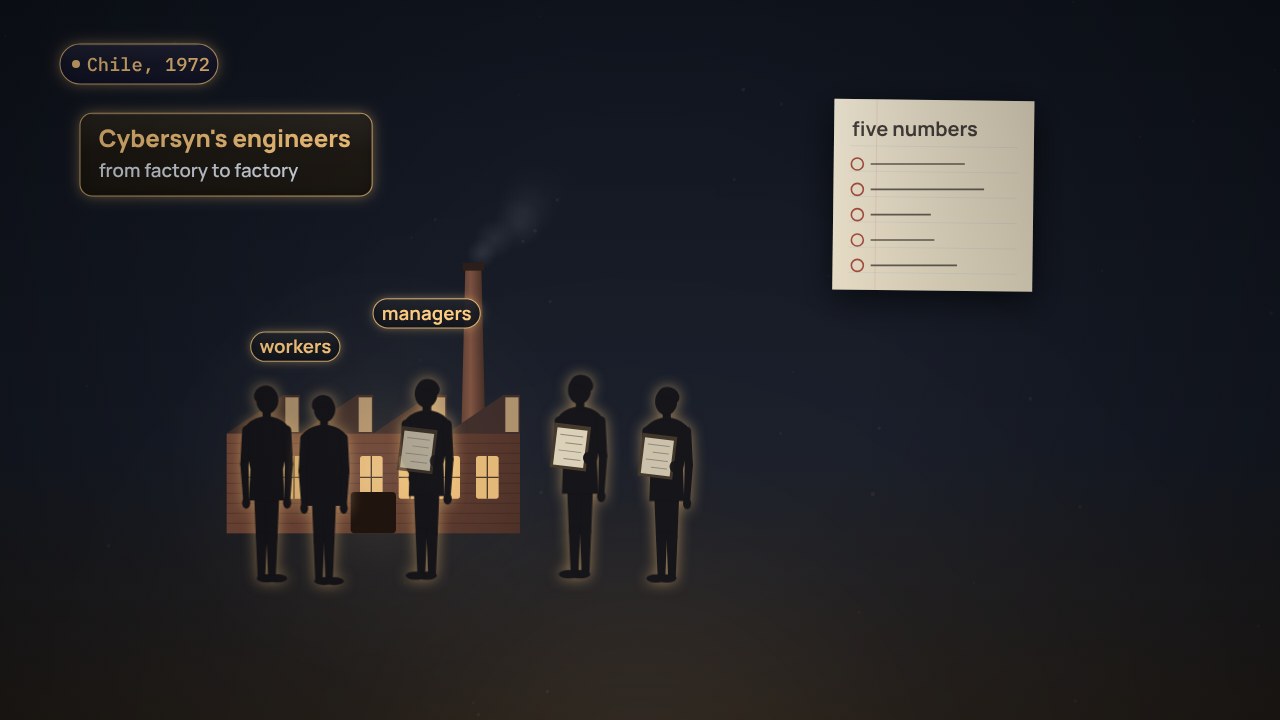 Chile, 1972
Cybersyn's engineers
from factory to factory
five numbers
managers
workers